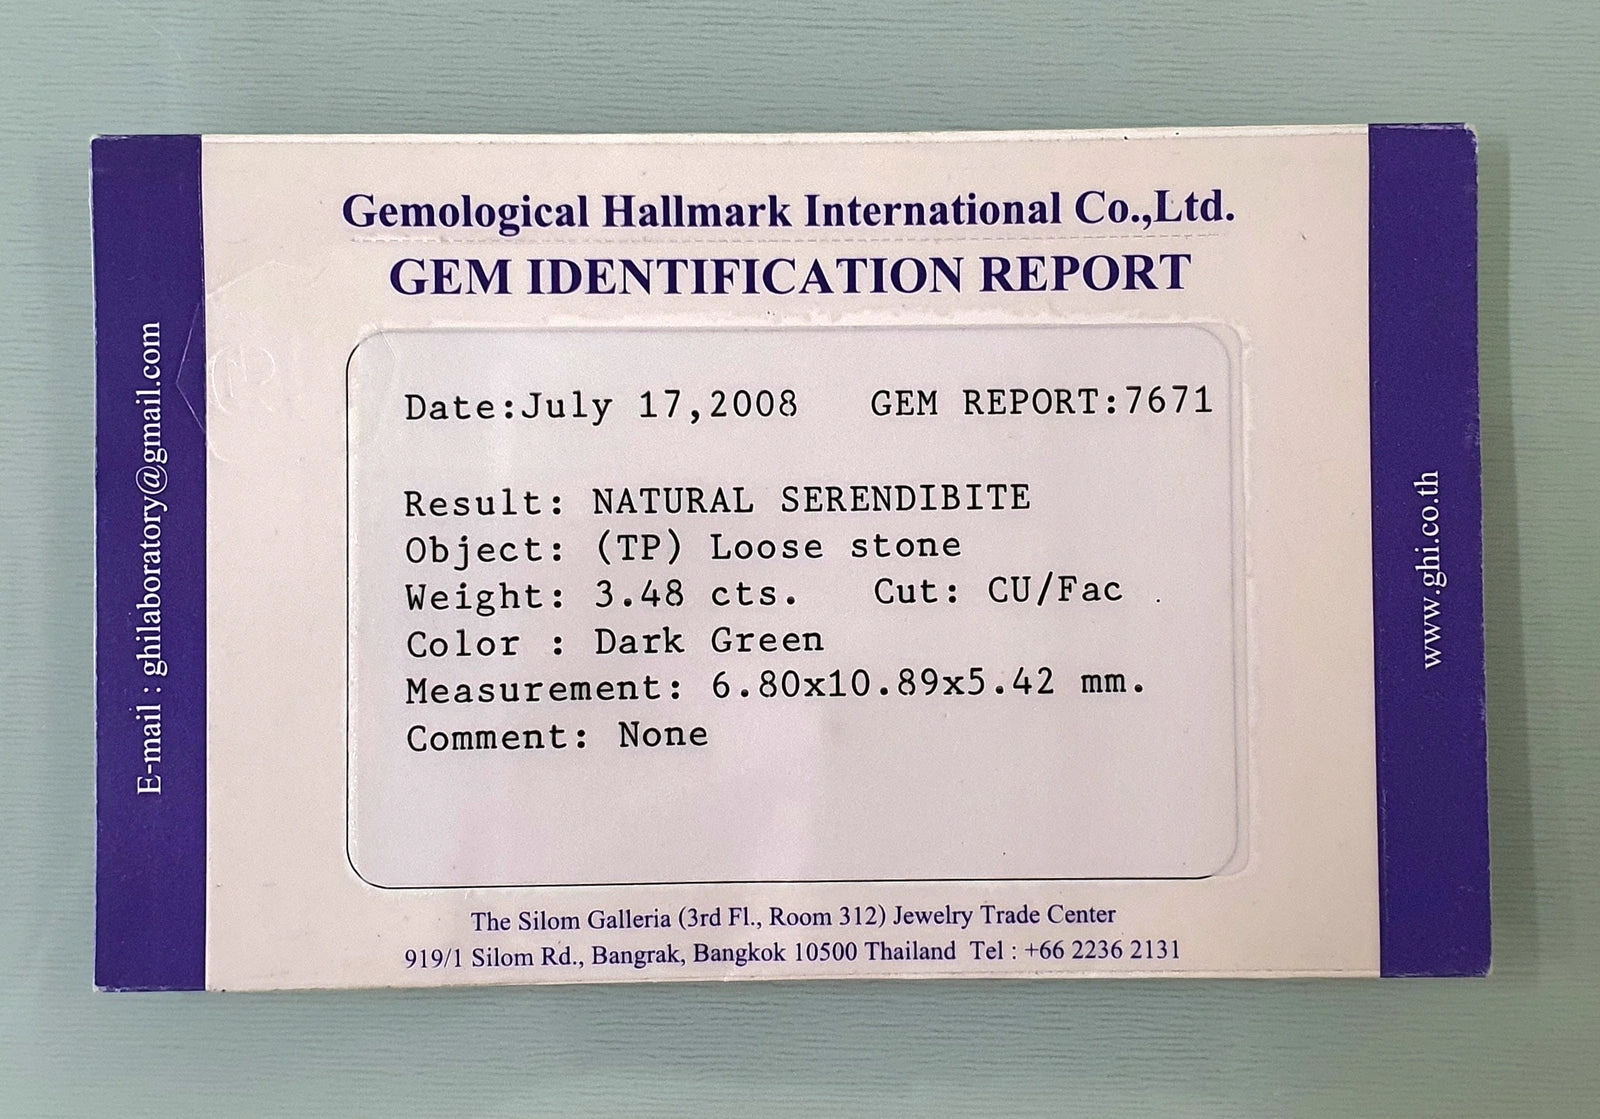 Gemological Hallmark International Co.,Ltd.
GEM IDENTIFICATION REPORT
Date:July 17,2008 GEM REPORT:7671
Result: NATURAL SERENDIBITE
Object: (TP) Loose stone
Weight: 3.48 cts. Cut: CU/Fac .
Color : Dark Green
Measurement: 6.80x10.89x5.42 mm.
Comment: None
The Silom Galleria (3rd Fl., Room 312) Jewelry Trade Center
919/1 Silom Rd., Bangrak, Bangkok 10500 Thailand Tel : +66 2236 2131
E-mail : ghilaboratory@gmail.com
www.ghi.co.th